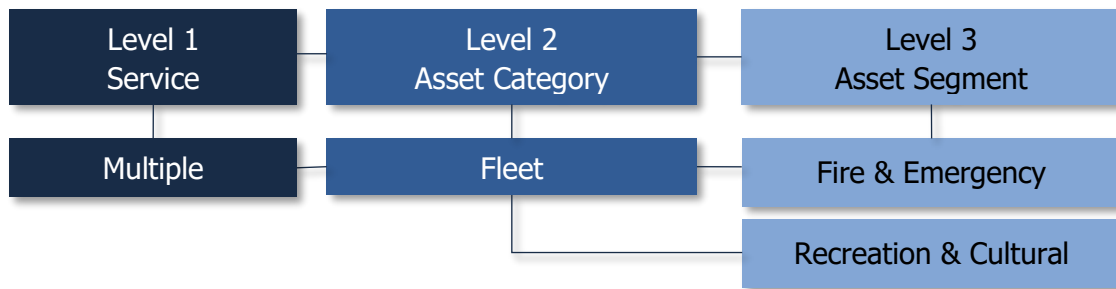 Level 1
Service
Level 2
Asset Category
Level 3
Asset Segment
Multiple
Fleet
Fire & Emergency
Recreation & Cultural